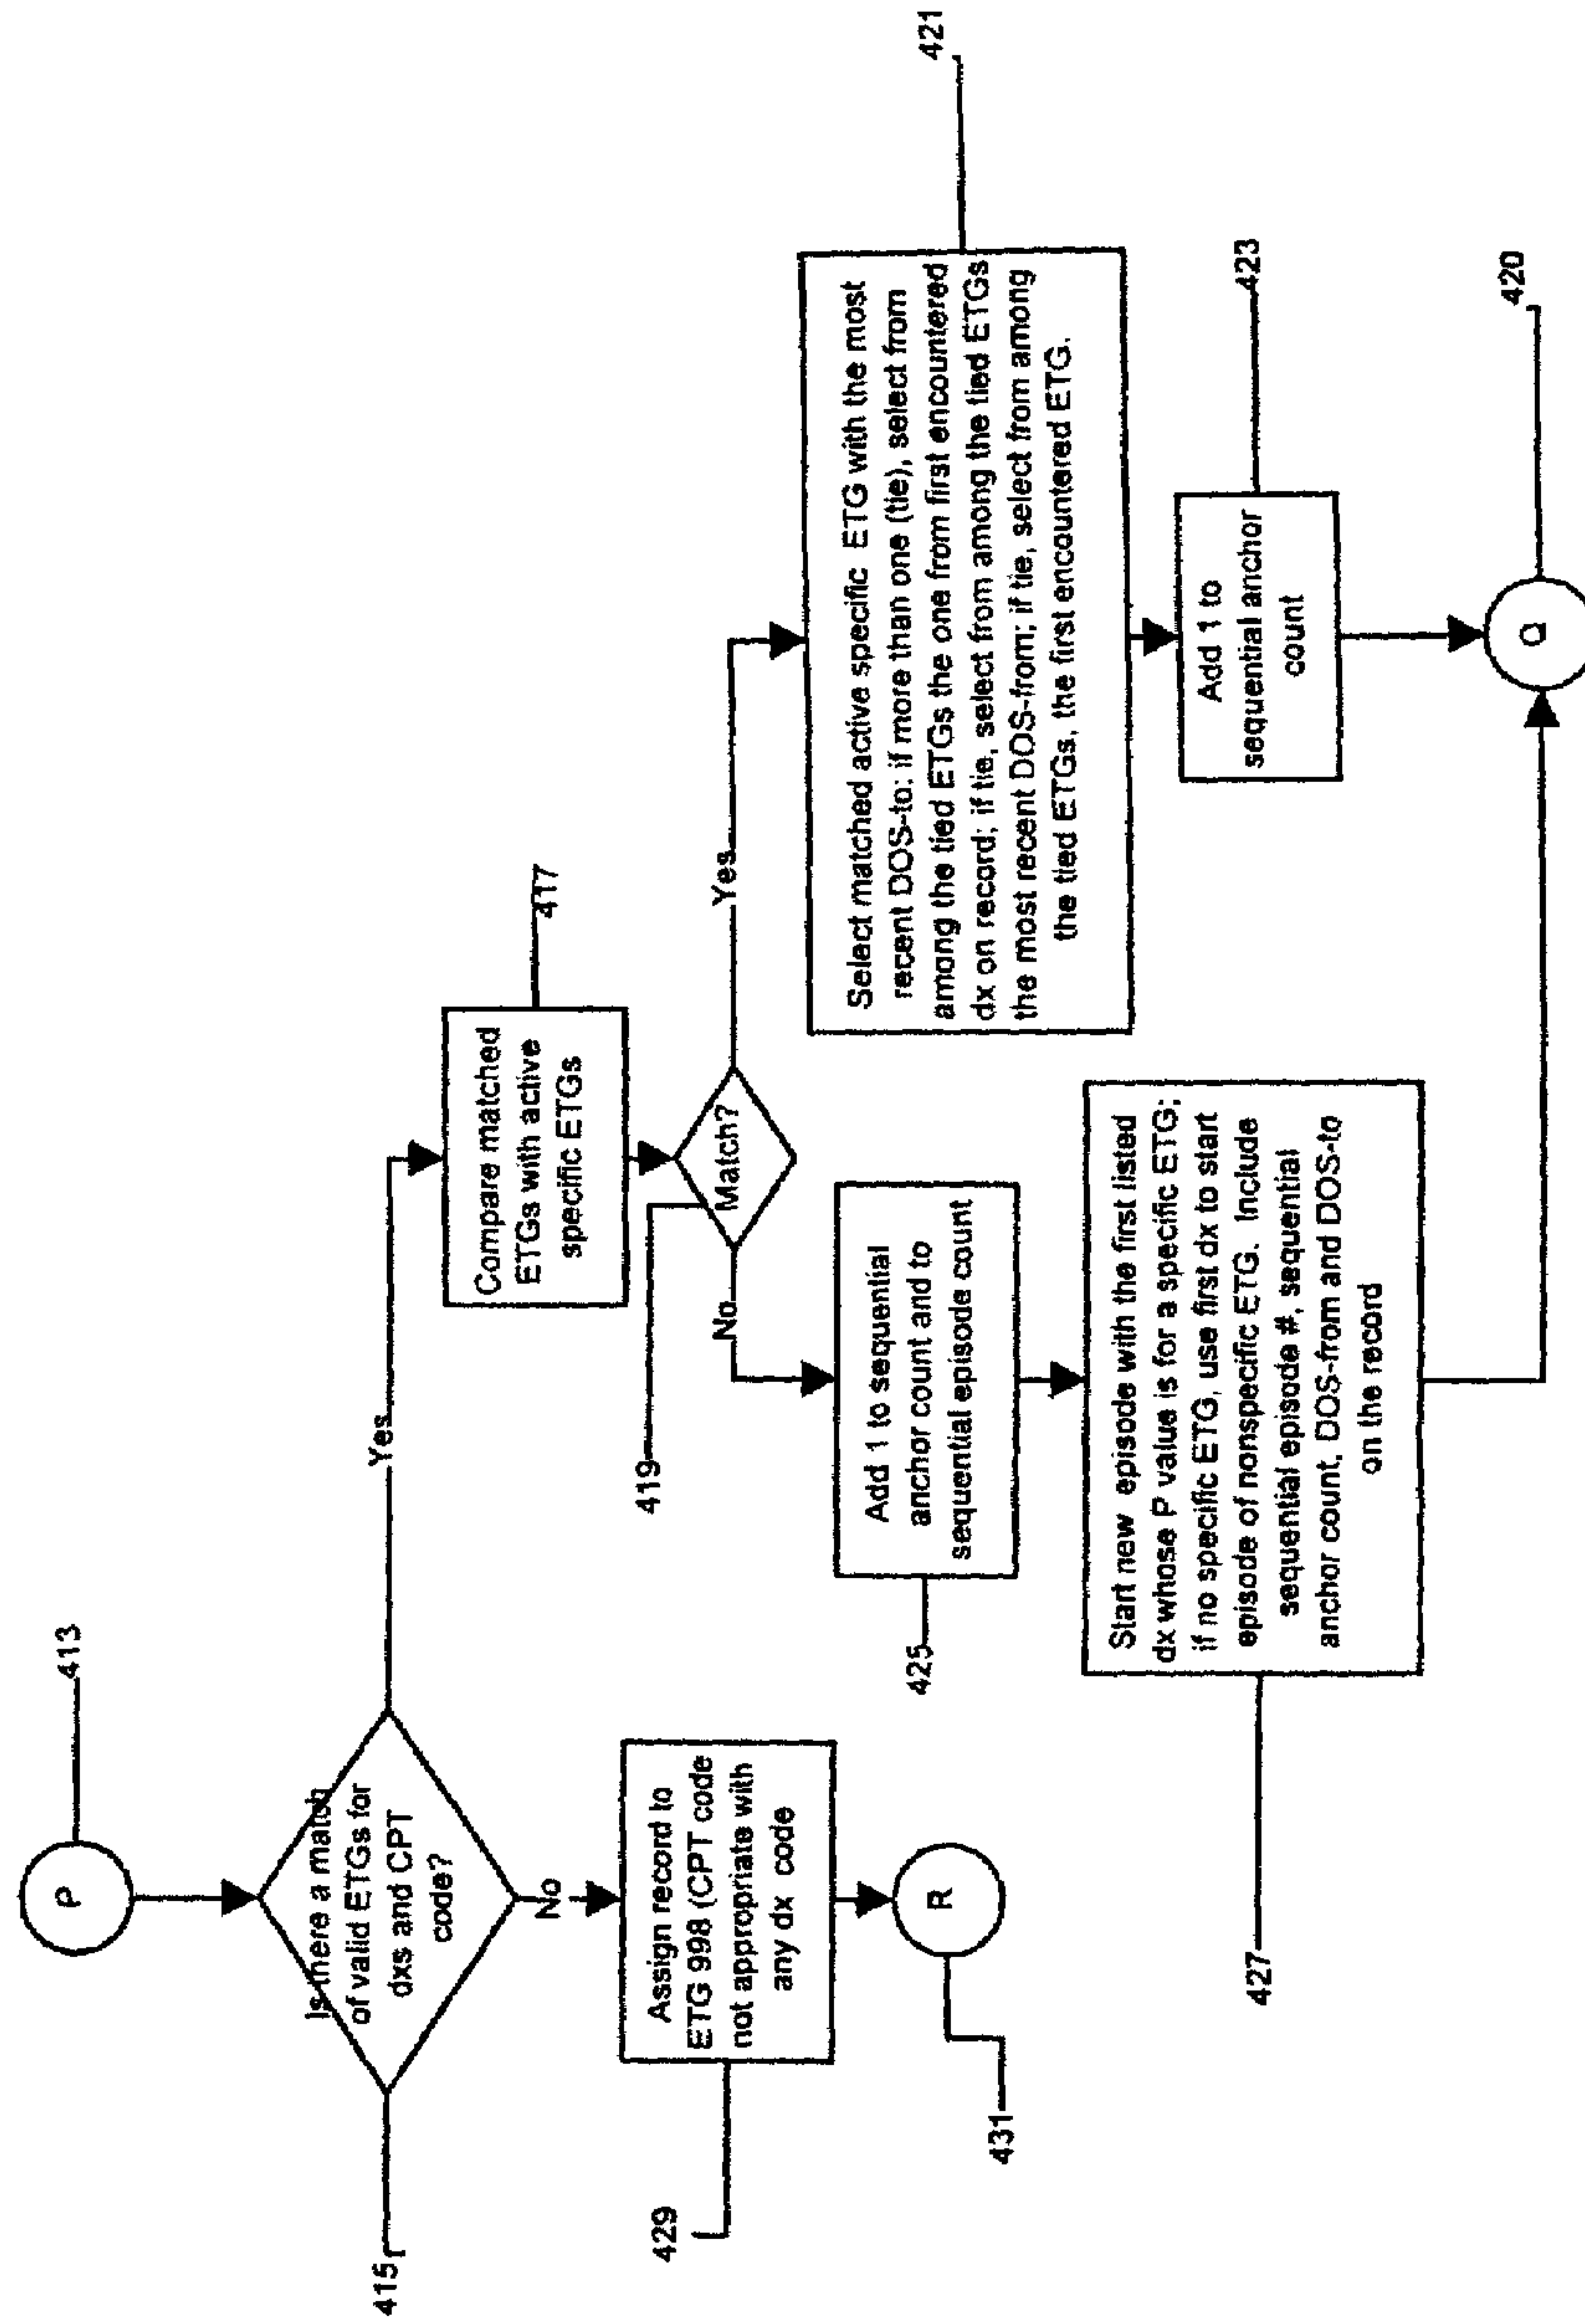 P
413
Is there a match
of valid ETGs for
dxs and CPT
code?
415
Yes
No
Compare matched
ETGs with active
specific ETGs
417
Assign record to
ETG 998 (CPT code
not appropriate with
any dx code
429
R
431
Match?
419
Yes
No
Select matched active specific ETG with the most
recent DOS-to; if more than one (tie), select from
among the tied ETGs the one from first encountered
dx on record; if tie, select from among the tied ETGs
the most recent DOS-from; if tie, select from among
the tied ETGs, the first encountered ETG.
421
Add 1 to sequential
anchor count and to
sequential episode count
425
Add 1 to
sequential anchor
count
423
Start new episode with the first listed
dx whose P value is for a specific ETG;
if no specific ETG, use first dx to start
episode of nonspecific ETG. Include
sequential episode #, sequential
anchor count, DOS-from and DOS-to
on the record
427
Q
420